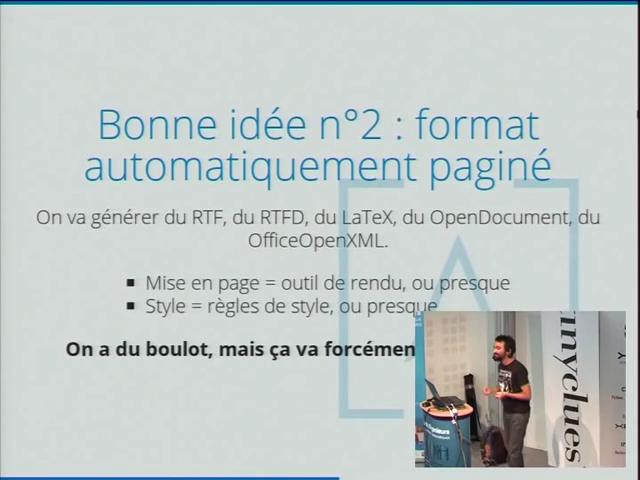 Bonne idée n°2 : format
automatiquement paginé
On va générer du RTF, du RTFD, du LaTeX, du OpenDocument, du
OfficeOpenXML.
Mise en page = outil de rendu, ou presque
Style = règles de style, ou presque
On a du boulot, mais ça va forcémen
inyclues